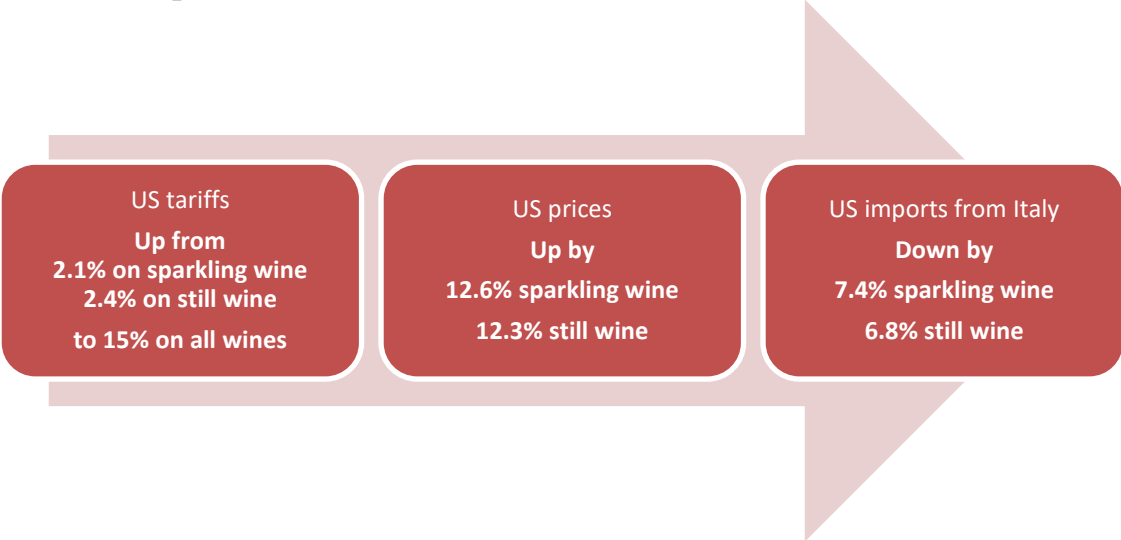 US tariffs
Up from
2.1% on sparkling wine
2.4% on still wine
to 15% on all wines
US prices
Up by
12.6% sparkling wine
12.3% still wine
US imports from Italy
Down by
7.4% sparkling wine
6.8% still wine